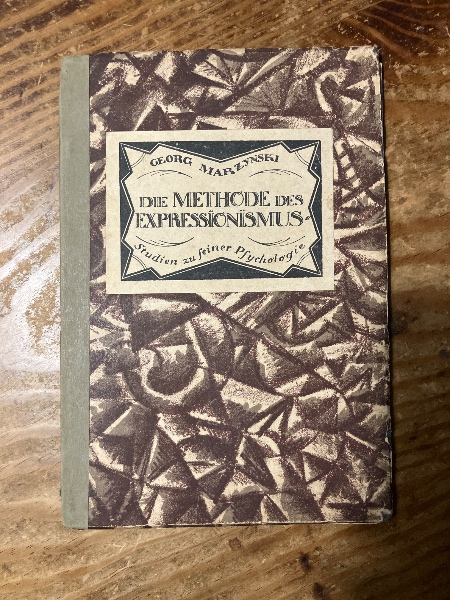 GEORG MARZYNSKI
DIE METHODE DES
EXPRESSIONISMUS.
Studien zu ſeiner Pſychologie